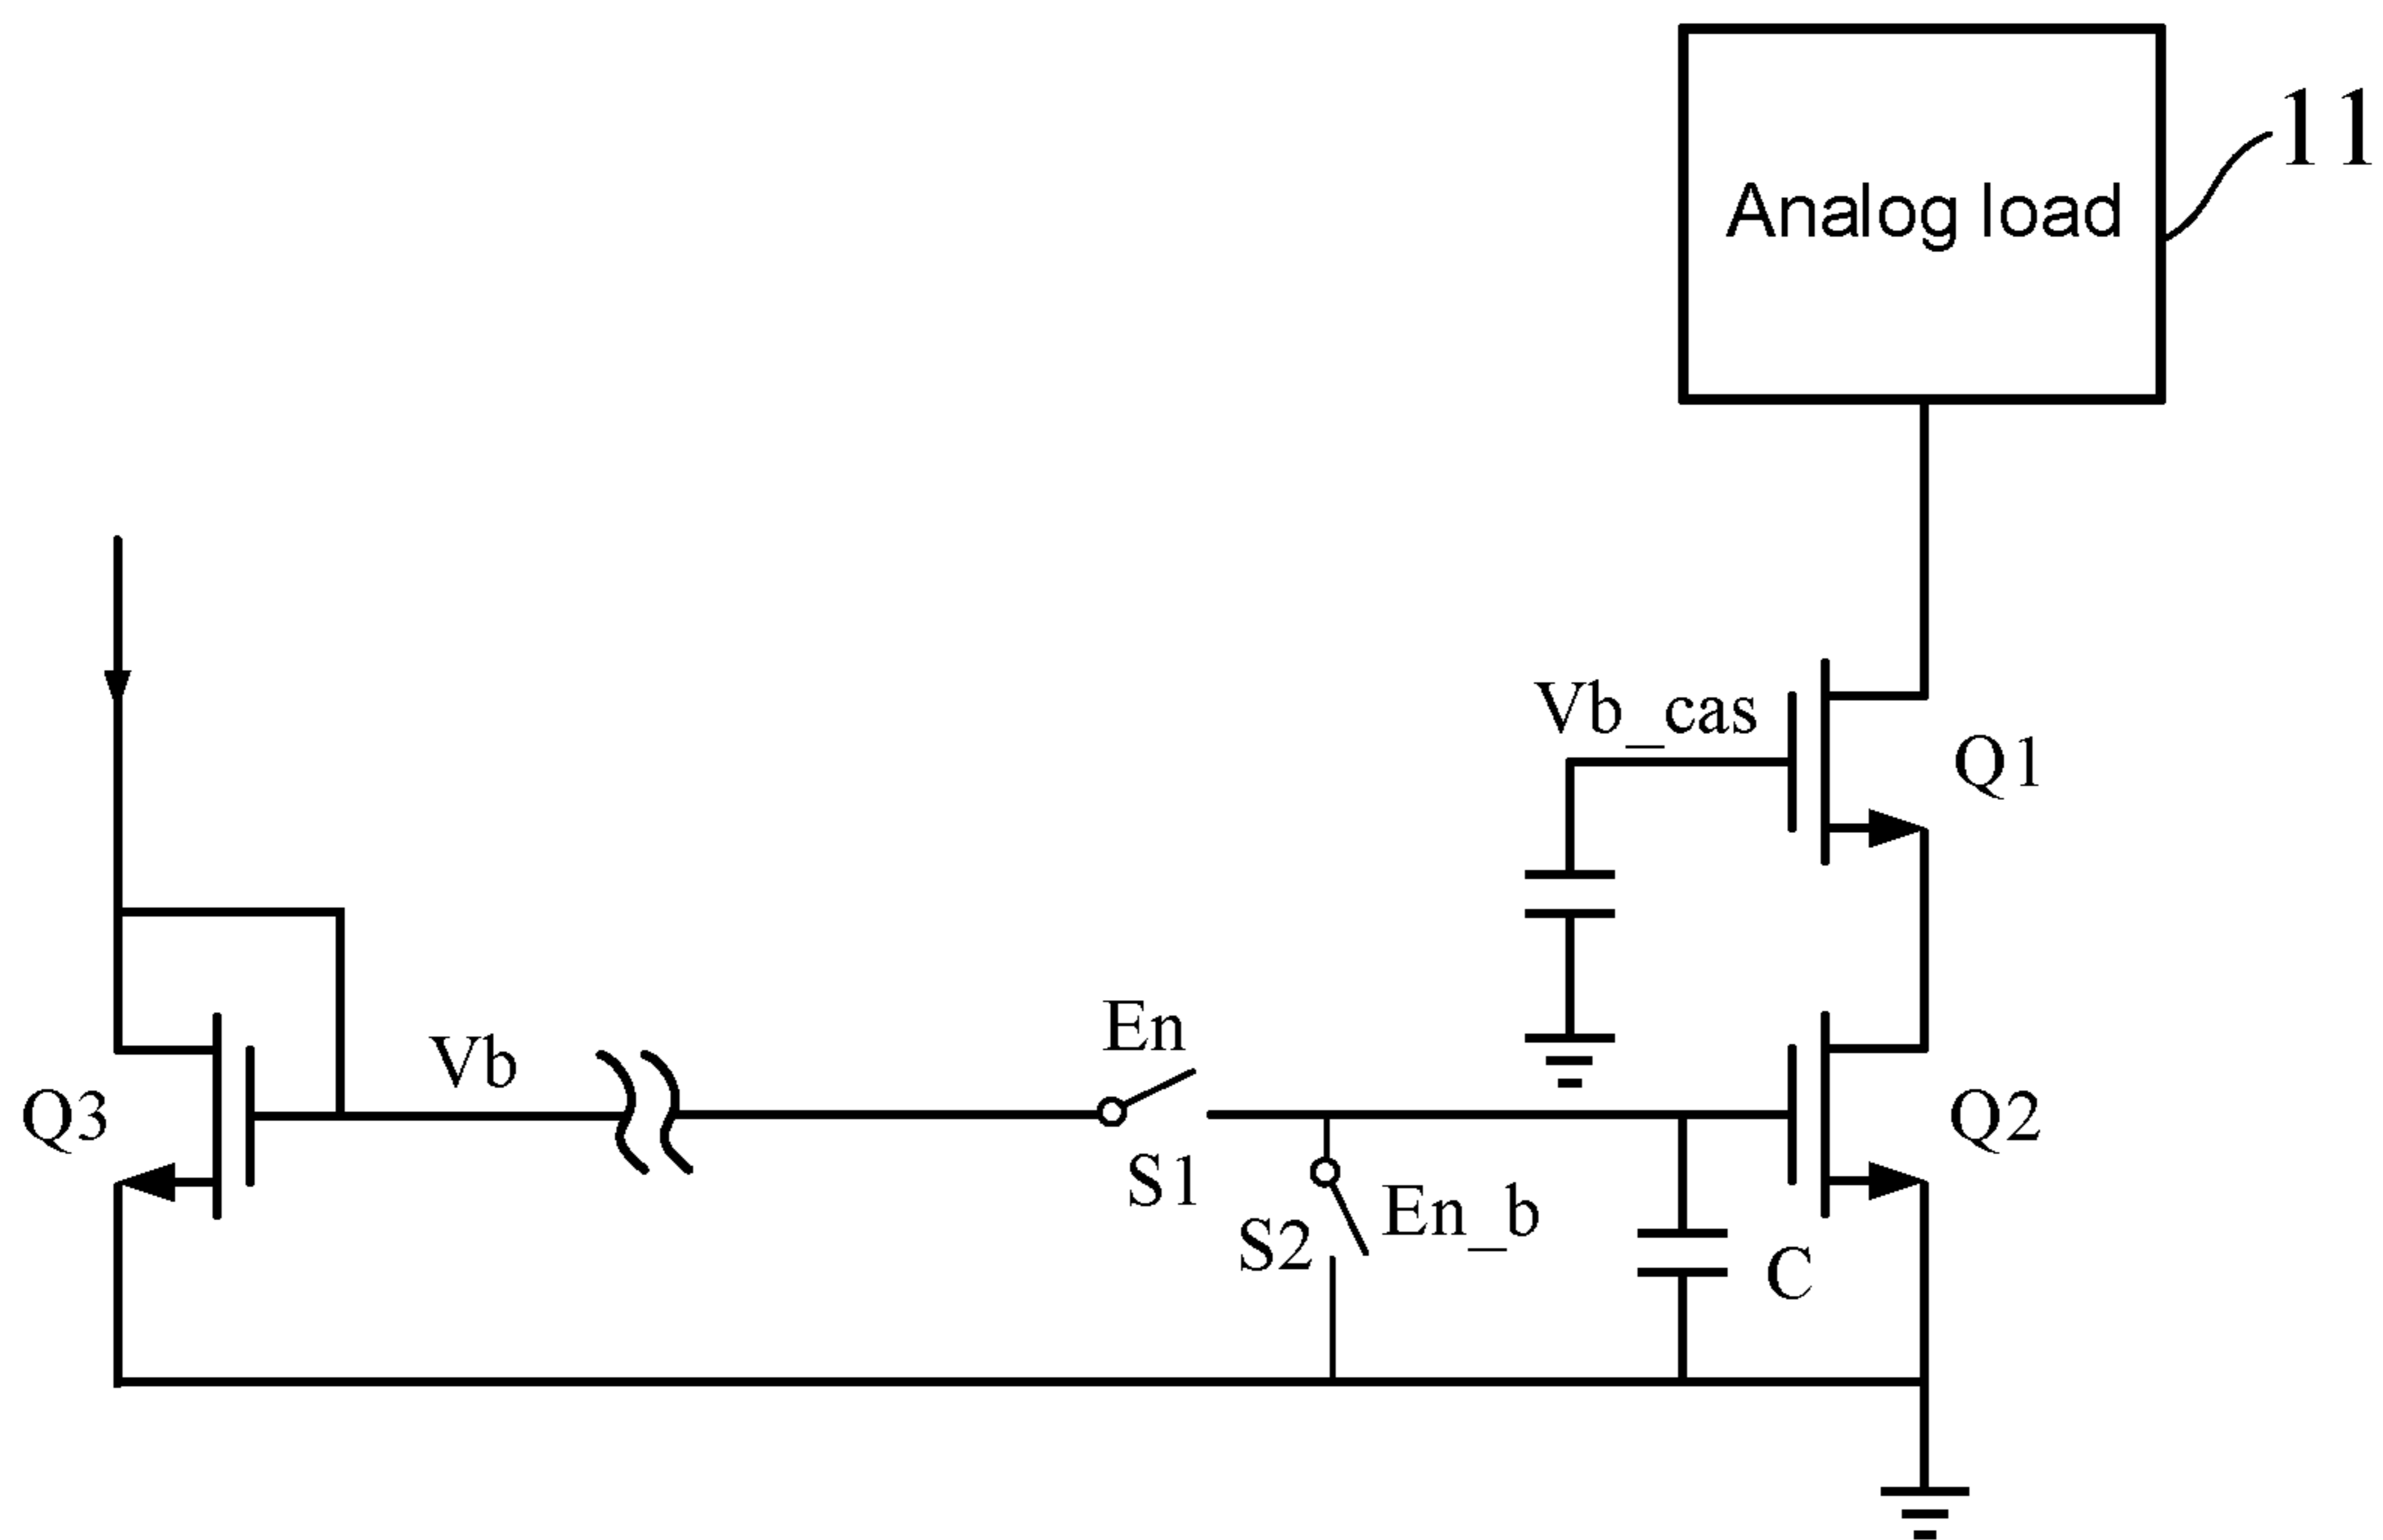 11
Analog load
Vb_cas
Q1
En
Vb
Q3
Q2
S1
En_b
S2
C